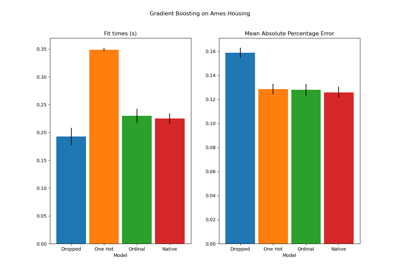 Gradient Boosting on Ames Housing
Fit times (s)
0.35
0.30
0.25
0.20
0.15
0.10
0.05
0.00
Dropped One Hot Ordinal Native
Model
Mean Absolute Percentage Error
0.16
0.14
0.12
0.10
0.08
0.06
0.04
0.02
0.00
Dropped One Hot Ordinal Native
Model